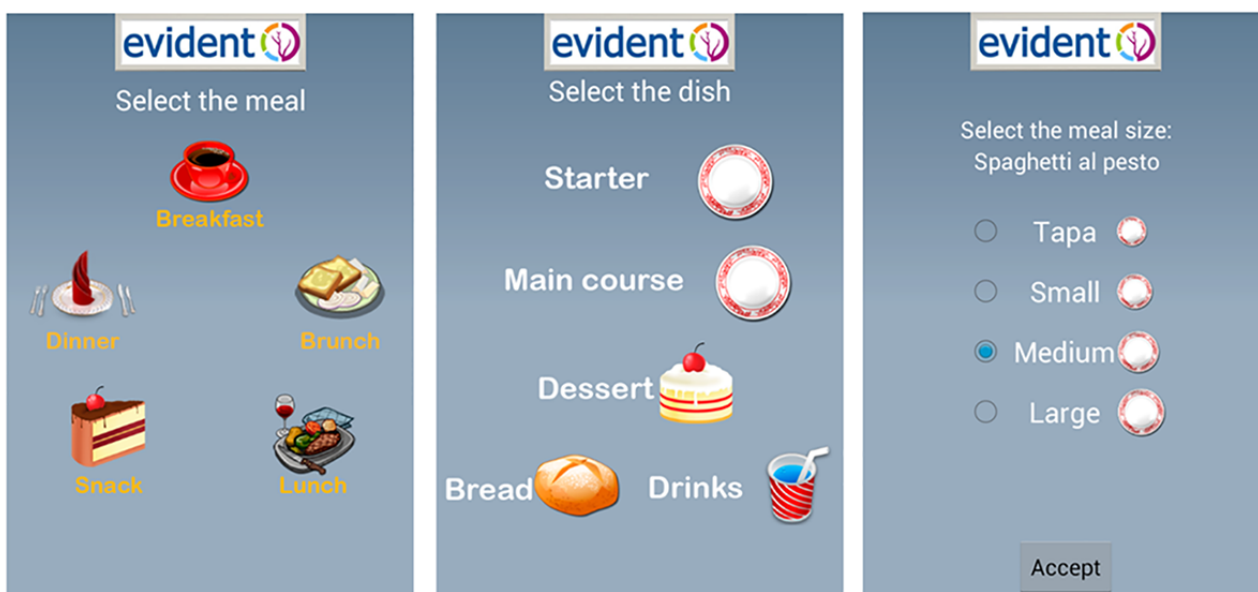 evident
Select the meal
Breakfast
Dinner
Brunch
Snack
Lunch
evident
Select the dish
Starter
Main course
Dessert
Bread
Drinks
evident
Select the meal size:
Spaghetti al pesto
Tapa
Small
Medium
Large
Accept